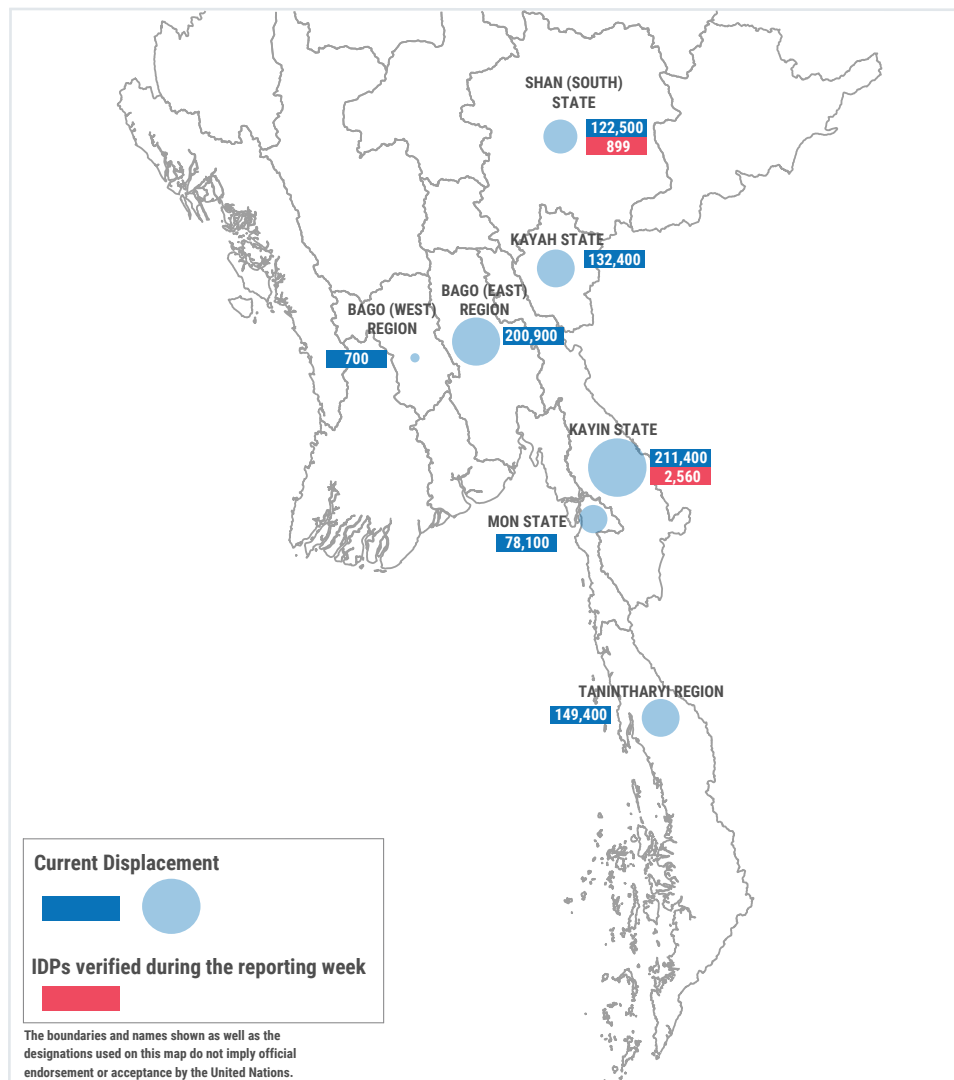 SHAN (SOUTH)
STATE
122,500
899
KAYAH STATE
132,400
BAGO (EAST)
REGION
200,900
BAGO (WEST)
REGION
700
KAYIN STATE
211,400
2,560
MON STATE
78,100
TANINTHARYI REGION
149,400
Current Displacement
IDPs verified during the reporting week
The boundaries and names shown as well as the
designations used on this map do not imply official
endorsement or acceptance by the United Nations.